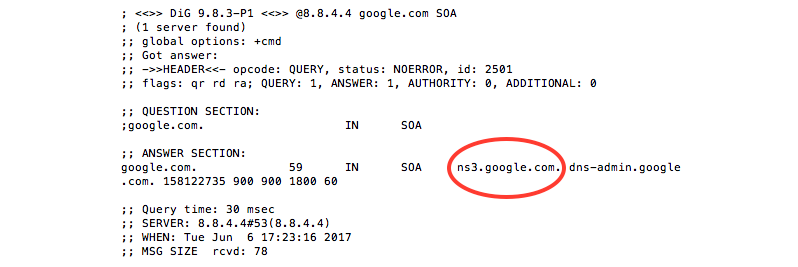 ; <<>> DiG 9.8.3-P1 <<>> @8.8.4.4 google.com SOA
; (1 server found)
;; global options: +cmd
;; Got answer:
;; ->>HEADER<<- opcode: QUERY, status: NOERROR, id: 2501
;; flags: qr rd ra; QUERY: 1, ANSWER: 1, AUTHORITY: 0, ADDITIONAL: 0

;; QUESTION SECTION:
;google.com. IN SOA

;; ANSWER SECTION:
google.com. 59 IN SOA ns3.google.com. dns-admin.google
.com. 158122735 900 900 1800 60

;; Query time: 30 msec
;; SERVER: 8.8.4.4#53(8.8.4.4)
;; WHEN: Tue Jun  6 17:23:16 2017
;; MSG SIZE  rcvd: 78